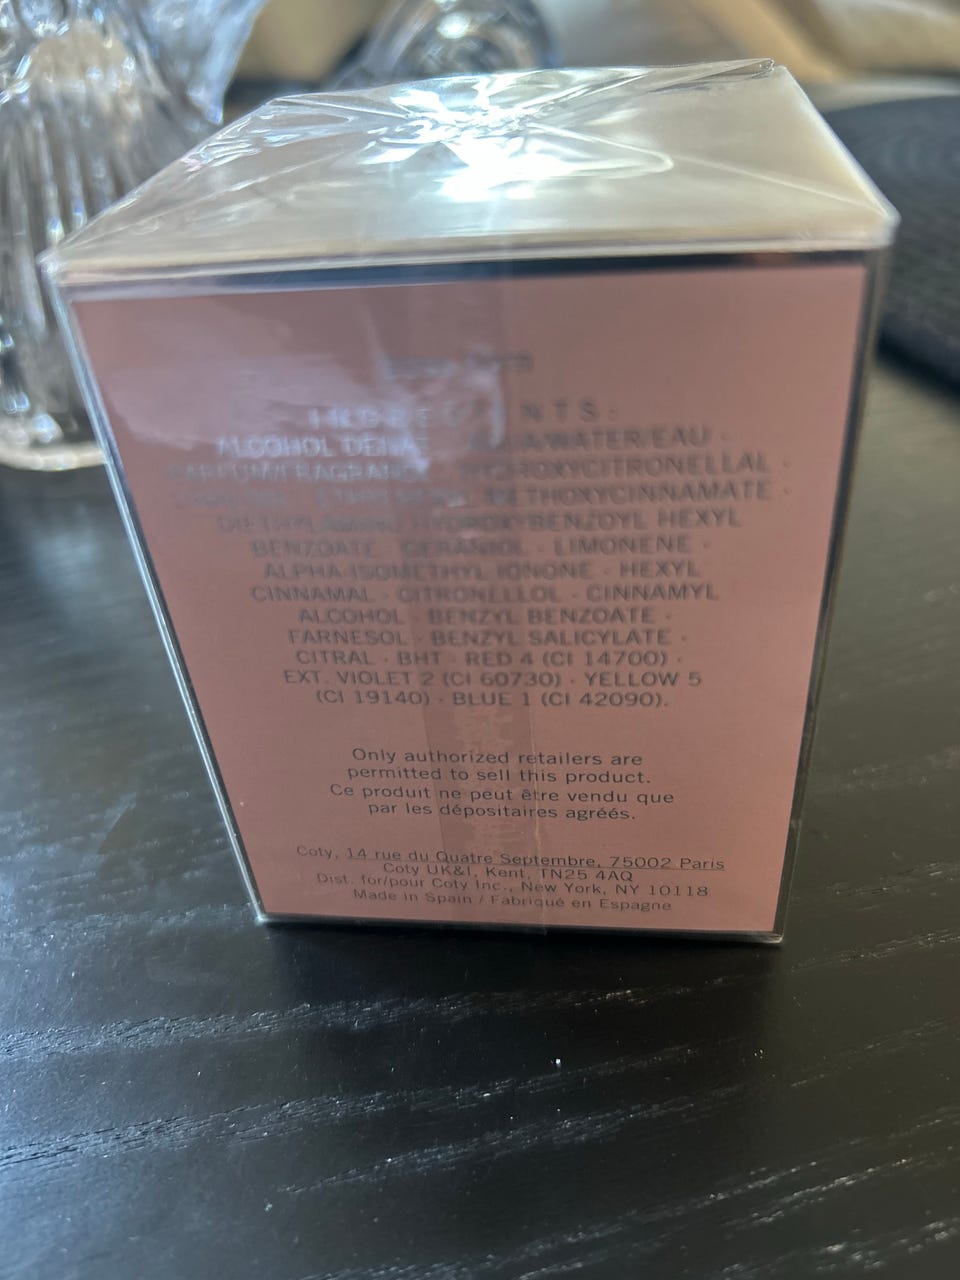 INGREDIENTS:
ALCOHOL DENAT. · AQUA/WATER/EAU ·
PARFUM/FRAGRANCE · HYDROXYCITRONELLAL ·
METHOXYCINNAMATE ·
DIETHYLAMINO HYDROXYBENZOYL HEXYL
BENZOATE · GERANIOL · LIMONENE ·
ALPHA-ISOMETHYL IONONE · HEXYL
CINNAMAL · CITRONELLOL · CINNAMYL
ALCOHOL · BENZYL BENZOATE ·
FARNESOL · BENZYL SALICYLATE ·
CITRAL · BHT · RED 4 (CI 14700) ·
EXT. VIOLET 2 (CI 60730) · YELLOW 5
(CI 19140) · BLUE 1 (CI 42090).
Only authorized retailers are
permitted to sell this product.
Ce produit ne peut être vendu que
par les dépositaires agréés.
Coty, 14 rue du Quatre Septembre, 75002 Paris
Coty UK&I, Kent, TN25 4AQ
Dist. for/pour Coty Inc., New York, NY 10118
Made in Spain / Fabriqué en Espagne